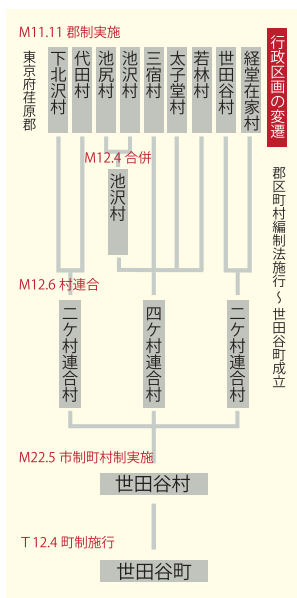 行政区画の変遷
郡区町村編制法施行～世田谷町成立
M11.11 郡制実施
経堂在家村
世田谷村
若林村
太子堂村
三宿村
池沢村
池尻村
代田村
下北沢村
東京府荏原郡
M12.4 合併
池沢村
M12.6 村連合
二ケ村連合村
四ケ村連合村
二ケ村連合村
M22.5 市制町村制実施
世田谷村
T12.4 町制施行
世田谷町